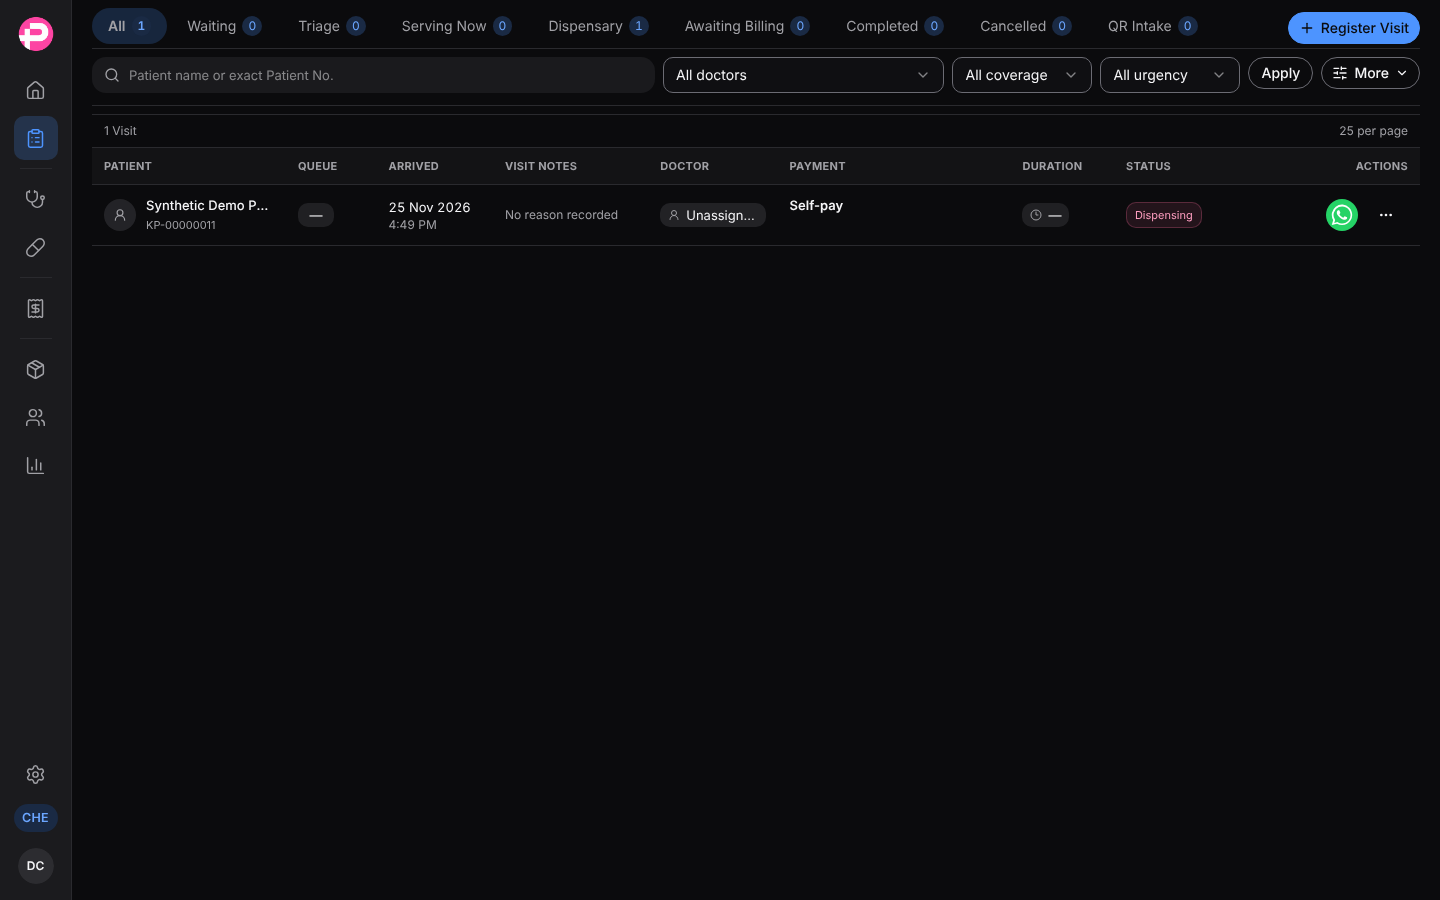 All 1
Waiting 0
Triage 0
Serving Now 0
Dispensary 1
Awaiting Billing 0
Completed 0
Cancelled 0
QR Intake 0
+ Register Visit
Patient name or exact Patient No.
All doctors
All coverage
All urgency
Apply
More
1 Visit
25 per page
PATIENT QUEUE ARRIVED VISIT NOTES DOCTOR PAYMENT DURATION STATUS ACTIONS
Synthetic Demo P...
KP-00000011
—
25 Nov 2026
4:49 PM
No reason recorded
Unassign...
Self-pay
—
Dispensing
CHE
DC